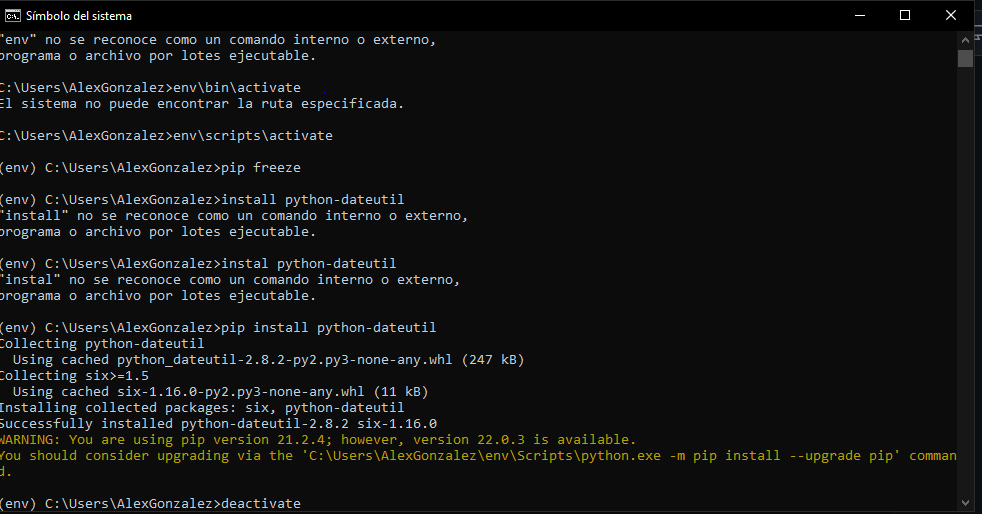 Símbolo del sistema
"env" no se reconoce como un comando interno o externo,
programa o archivo por lotes ejecutable.
C:\Users\AlexGonzalez>env\bin\activate
El sistema no puede encontrar la ruta especificada.
C:\Users\AlexGonzalez>env\scripts\activate
(env) C:\Users\AlexGonzalez>pip freeze
(env) C:\Users\AlexGonzalez>install python-dateutil
"install" no se reconoce como un comando interno o externo,
programa o archivo por lotes ejecutable.
(env) C:\Users\AlexGonzalez>instal python-dateutil
"instal" no se reconoce como un comando interno o externo,
programa o archivo por lotes ejecutable.
(env) C:\Users\AlexGonzalez>pip install python-dateutil
Collecting python-dateutil
  Using cached python_dateutil-2.8.2-py2.py3-none-any.whl (247 kB)
Collecting six>=1.5
  Using cached six-1.16.0-py2.py3-none-any.whl (11 kB)
Installing collected packages: six, python-dateutil
Successfully installed python-dateutil-2.8.2 six-1.16.0
WARNING: You are using pip version 21.2.4; however, version 22.0.3 is available.
You should consider upgrading via the 'C:\Users\AlexGonzalez\env\Scripts\python.exe -m pip install --upgrade pip' comman
d.
(env) C:\Users\AlexGonzalez>deactivate